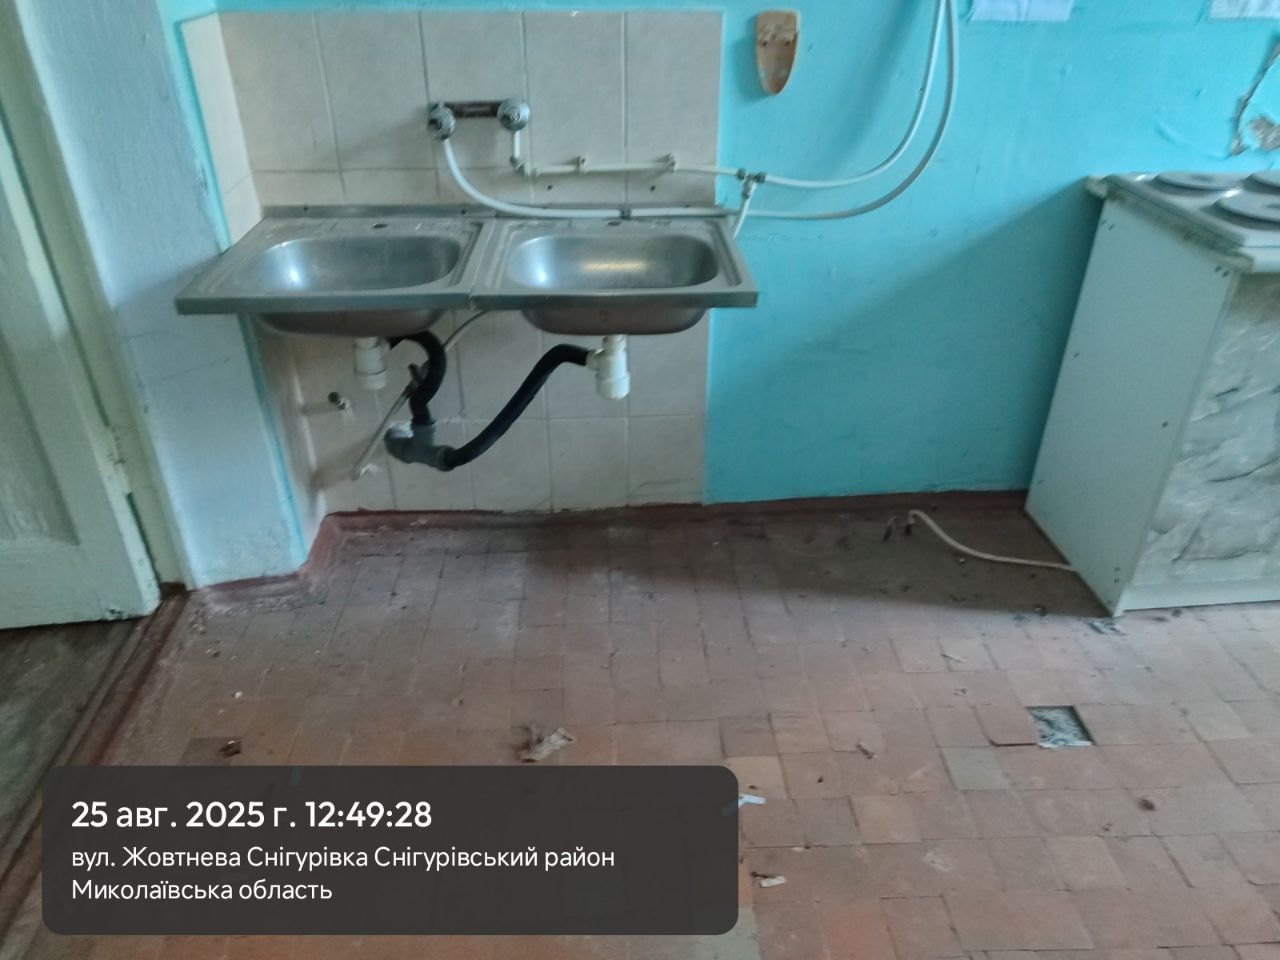 25 авг. 2025 г. 12:49:28
вул. Жовтнева Снігурівка Снігурівський район
Миколаївська область